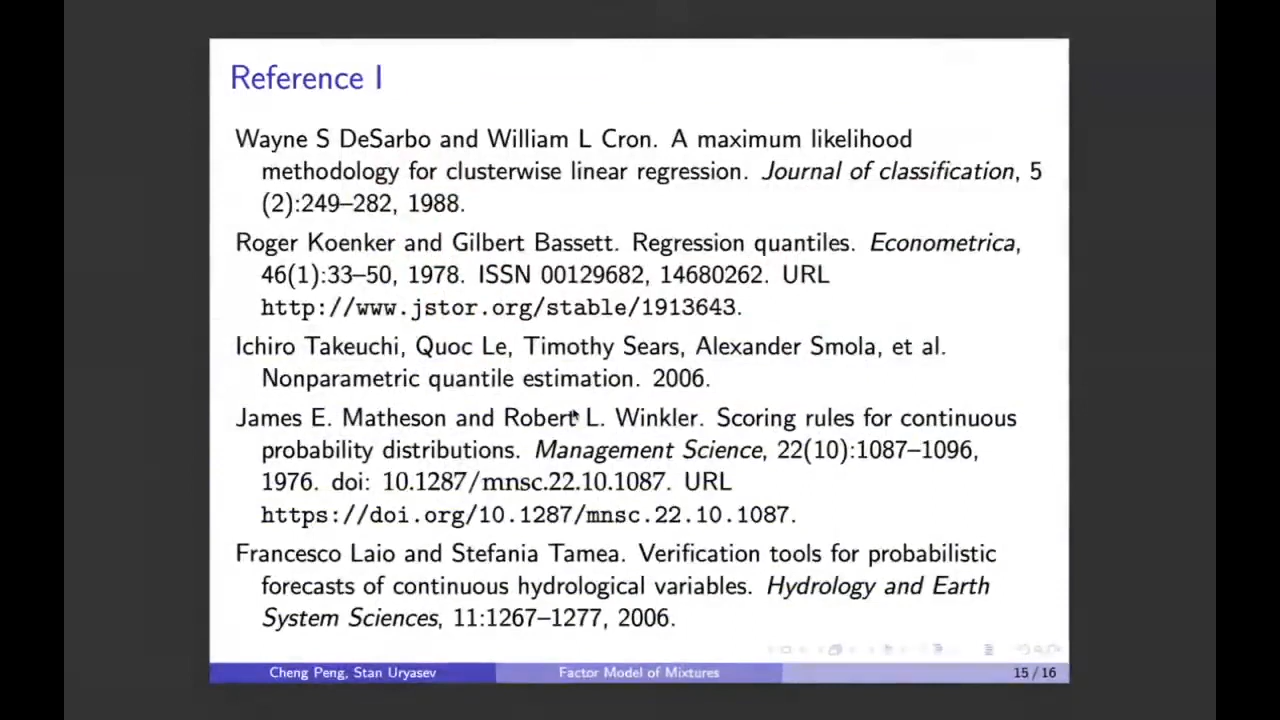 Reference I
Wayne S DeSarbo and William L Cron. A maximum likelihood
methodology for clusterwise linear regression. Journal of classification, 5
(2):249–282, 1988.
Roger Koenker and Gilbert Bassett. Regression quantiles. Econometrica,
46(1):33–50, 1978. ISSN 00129682, 14680262. URL
http://www.jstor.org/stable/1913643.
Ichiro Takeuchi, Quoc Le, Timothy Sears, Alexander Smola, et al.
Nonparametric quantile estimation. 2006.
James E. Matheson and Robert L. Winkler. Scoring rules for continuous
probability distributions. Management Science, 22(10):1087–1096,
1976. doi: 10.1287/mnsc.22.10.1087. URL
https://doi.org/10.1287/mnsc.22.10.1087.
Francesco Laio and Stefania Tamea. Verification tools for probabilistic
forecasts of continuous hydrological variables. Hydrology and Earth
System Sciences, 11:1267–1277, 2006.
Cheng Peng, Stan Uryasev
Factor Model of Mixtures
15 / 16